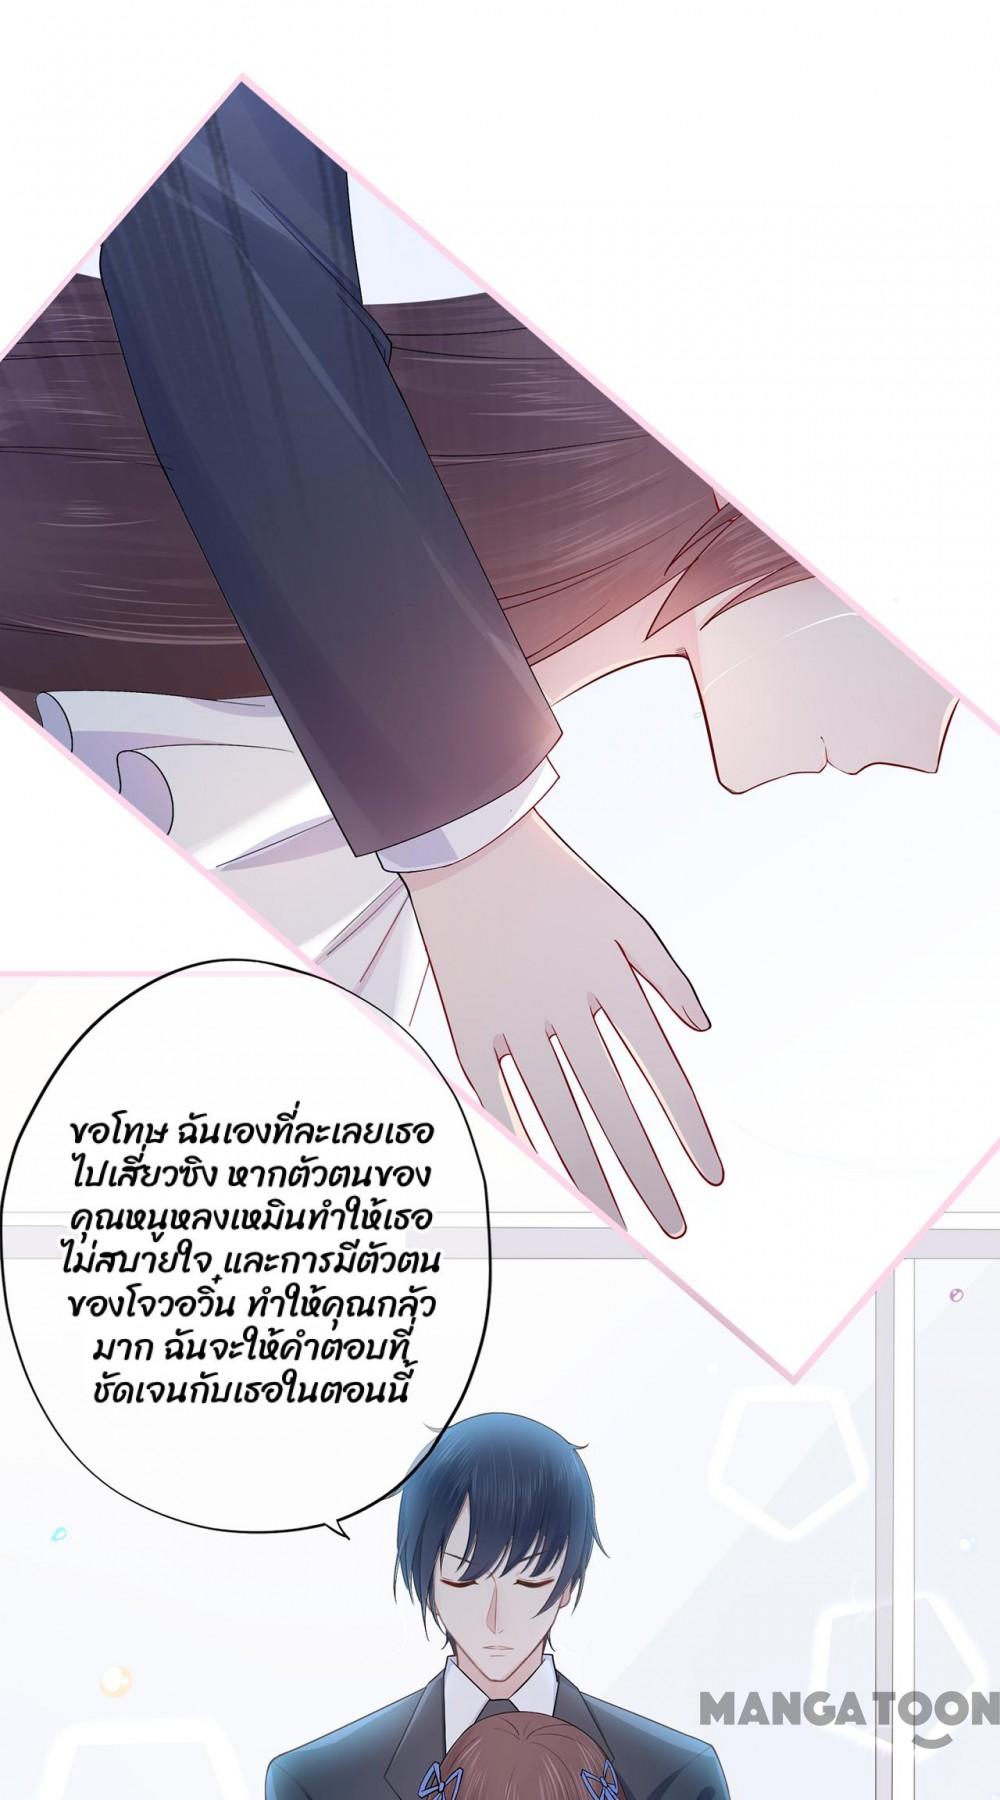 ขอโทษ ฉันเองที่ละเลยเธอ
ไปเสี่ยวซิง หากตัวตนของ
คุณหนูหลงเหมินทำให้เธอ
ไม่สบายใจ และการมีตัวตน
ของโจวอวิ๋น ทำให้คุณกลัว
มาก ฉันจะให้คำตอบที่
ชัดเจนกับเธอในตอนนี้
MANGATOON